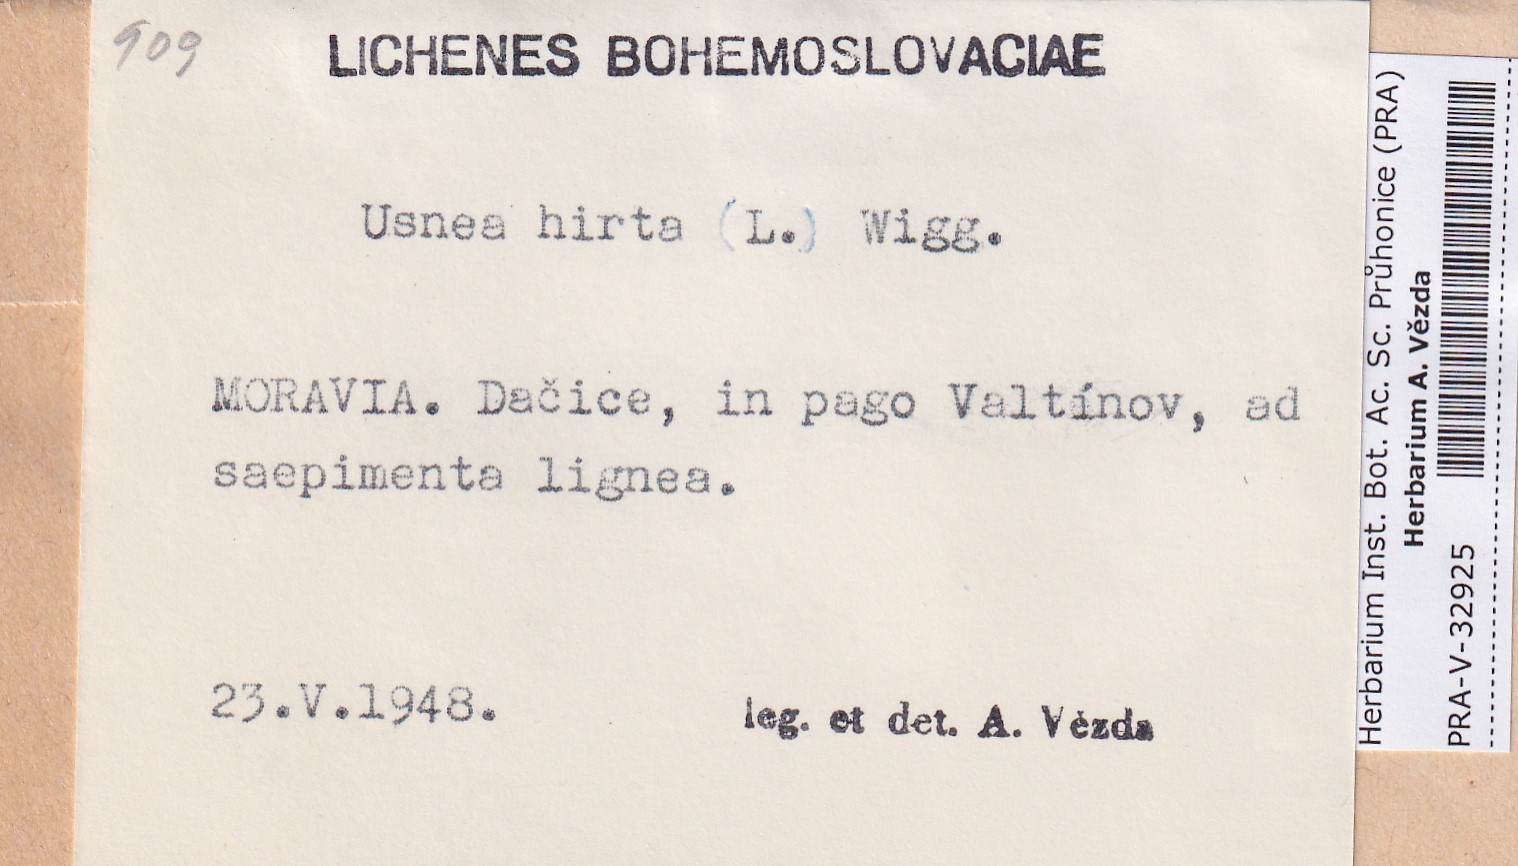 909
LICHENES BOHEMOSLOVACIAE
Usnea hirta (L.) Wigg.
MORAVIA. Dačice, in pago Valtínov, ad
saepimenta lignea.
23.V.1948.
leg. et det. A. Vězda
Herbarium Inst. Bot. Ac. Sc. Průhonice (PRA)
Herbarium A. Vězda
PRA-V-32925